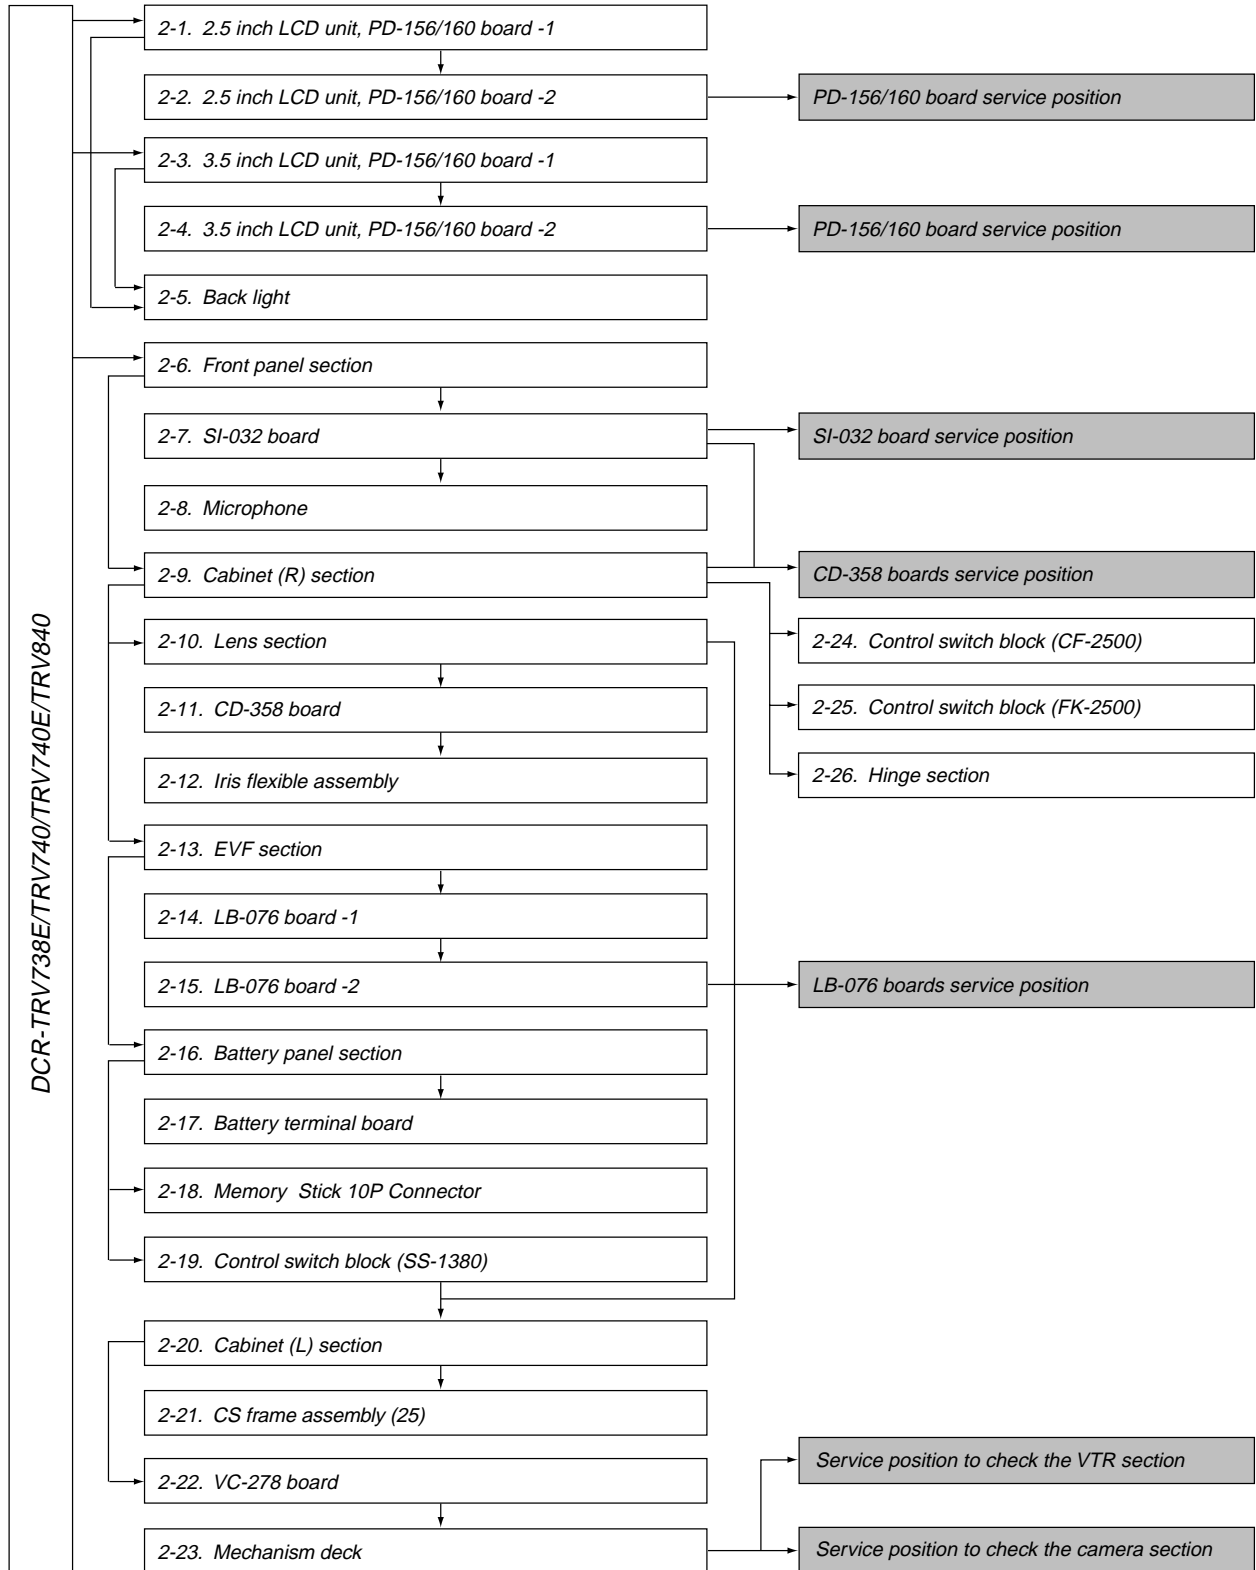 DCR-TRV738E/TRV740/TRV740E/TRV840
2-1. 2.5 inch LCD unit, PD-156/160 board -1
2-2. 2.5 inch LCD unit, PD-156/160 board -2
PD-156/160 board service position
2-3. 3.5 inch LCD unit, PD-156/160 board -1
2-4. 3.5 inch LCD unit, PD-156/160 board -2
PD-156/160 board service position
2-5. Back light
2-6. Front panel section
2-7. SI-032 board
SI-032 board service position
2-8. Microphone
2-9. Cabinet (R) section
CD-358 boards service position
2-10. Lens section
2-24. Control switch block (CF-2500)
2-11. CD-358 board
2-25. Control switch block (FK-2500)
2-12. Iris flexible assembly
2-26. Hinge section
2-13. EVF section
2-14. LB-076 board -1
2-15. LB-076 board -2
LB-076 boards service position
2-16. Battery panel section
2-17. Battery terminal board
2-18. Memory Stick 10P Connector
2-19. Control switch block (SS-1380)
2-20. Cabinet (L) section
2-21. CS frame assembly (25)
Service position to check the VTR section
2-22. VC-278 board
2-23. Mechanism deck
Service position to check the camera section